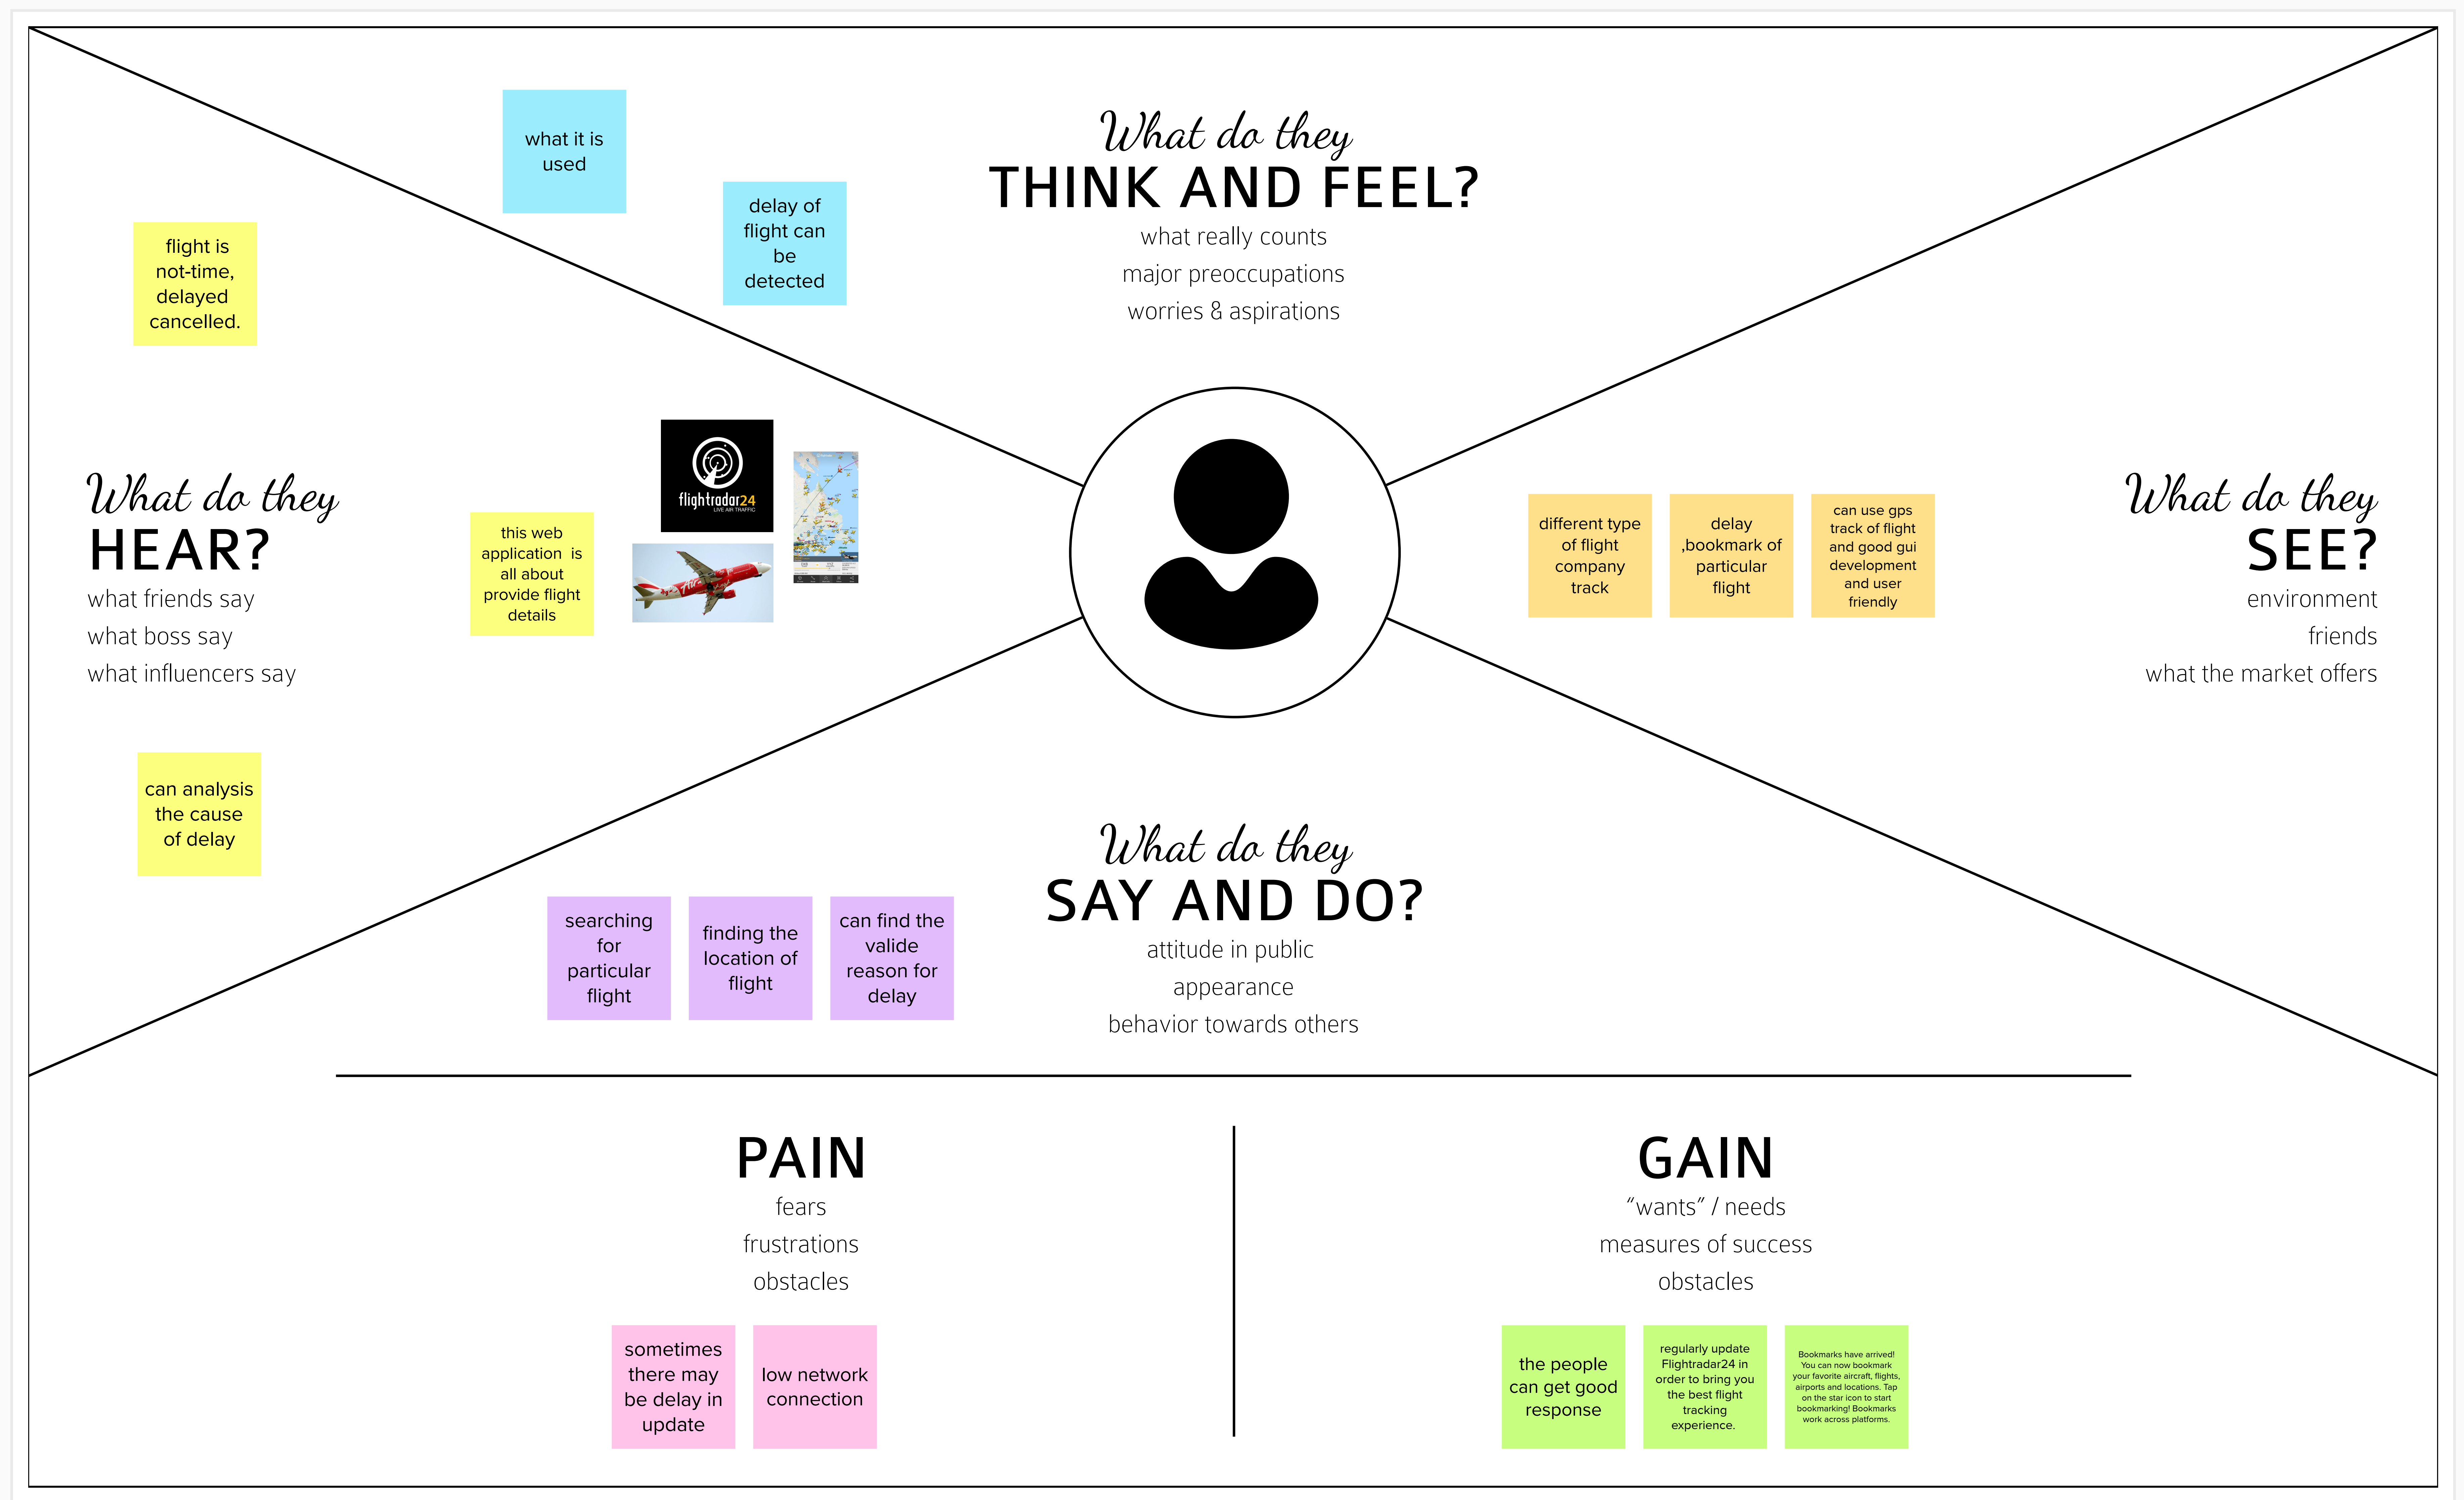 What do they
THINK AND FEEL?
what really counts
major preoccupations
worries & aspirations
what it is
used
delay of
flight can
be
detected
flight is
not-time,
delayed
cancelled.
What do they
HEAR?
what friends say
what boss say
what influencers say
this web
application is
all about
provide flight
details
flightradar24
LIVE AIR TRAFFIC
can analysis
the cause
of delay
different type
of flight
company
track
delay
,bookmark of
particular
flight
can use gps
track of flight
and good gui
development
and user
friendly
What do they
SEE?
environment
friends
what the market offers
What do they
SAY AND DO?
attitude in public
appearance
behavior towards others
searching
for
particular
flight
finding the
location of
flight
can find the
valide
reason for
delay
PAIN
fears
frustrations
obstacles
sometimes
there may
be delay in
update
low network
connection
GAIN
“wants” / needs
measures of success
obstacles
the people
can get good
response
regularly update
Flightradar24 in
order to bring you
the best flight
tracking
experience.
Bookmarks have arrived!
You can now bookmark
your favorite aircraft, flights,
airports and locations. Tap
on the star icon to start
bookmarking! Bookmarks
work across platforms.